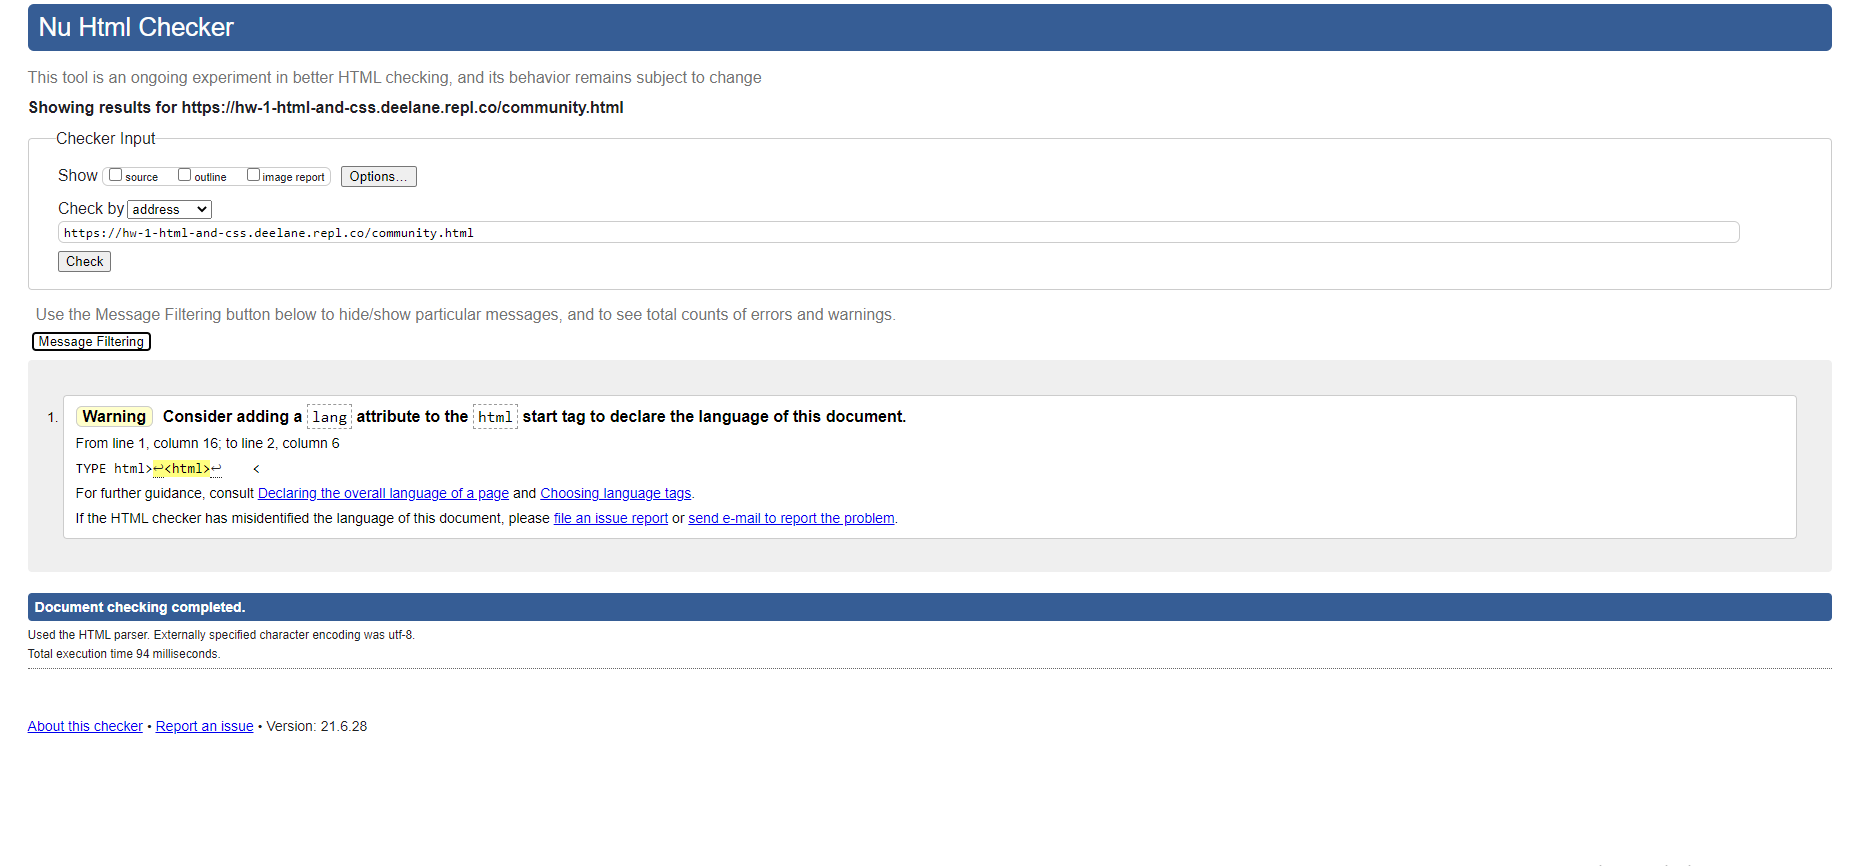 Nu Html Checker
This tool is an ongoing experiment in better HTML checking, and its behavior remains subject to change
Showing results for https://hw-1-html-and-css.deelane.repl.co/community.html
Checker Input
Show source outline image report Options...
Check by address
https://hw-1-html-and-css.deelane.repl.co/community.html
Check
Use the Message Filtering button below to hide/show particular messages, and to see total counts of errors and warnings.
Message Filtering
1. Warning Consider adding a lang attribute to the html start tag to declare the language of this document.
From line 1, column 16; to line 2, column 6
TYPE html>↩<html>↩ <
For further guidance, consult Declaring the overall language of a page and Choosing language tags.
If the HTML checker has misidentified the language of this document, please file an issue report or send e-mail to report the problem.
Document checking completed.
Used the HTML parser. Externally specified character encoding was utf-8.
Total execution time 94 milliseconds.
About this checker • Report an issue • Version: 21.6.28